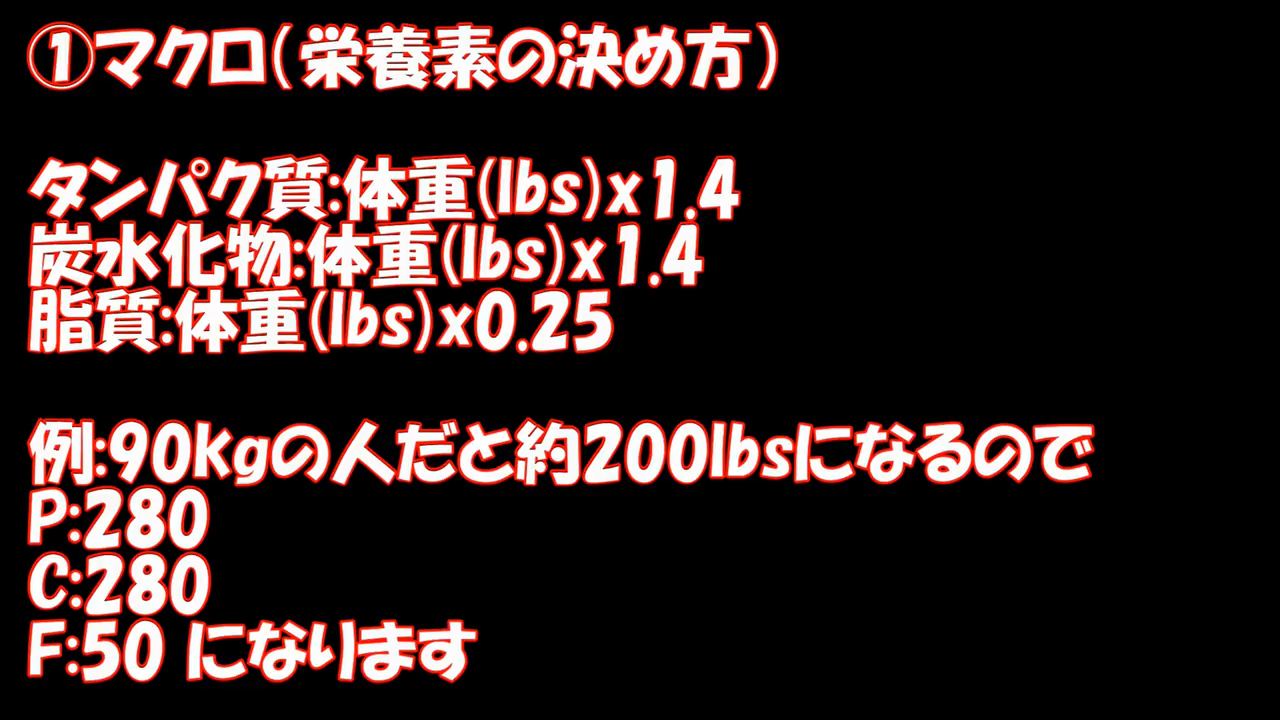 ①マクロ(栄養素の決め方)
タンパク質:体重(lbs)x1.4
炭水化物:体重(lbs)x1.4
脂質:体重(lbs)x0.25
例:90kgの人だと約200lbsになるので
P:280
C:280
F:50 になります